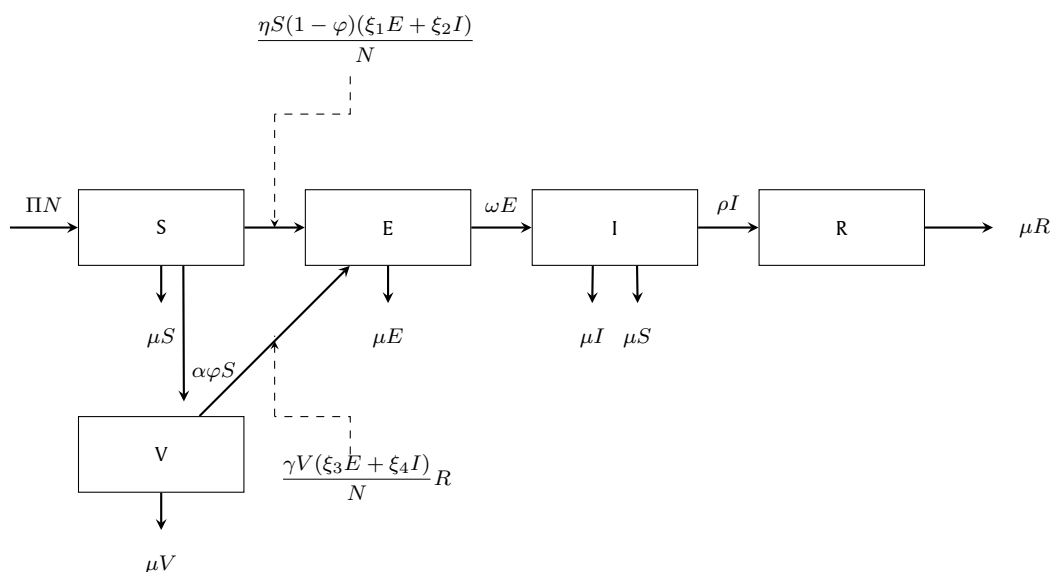 ηS(1 − φ)(ξ₁E + ξ₂I)
N
ΠN
S
E
ωE
I
ρI
R
μR
μS
μE
μI
μS
αφS
V
γV(ξ₃E + ξ₄I)
N
R
μV